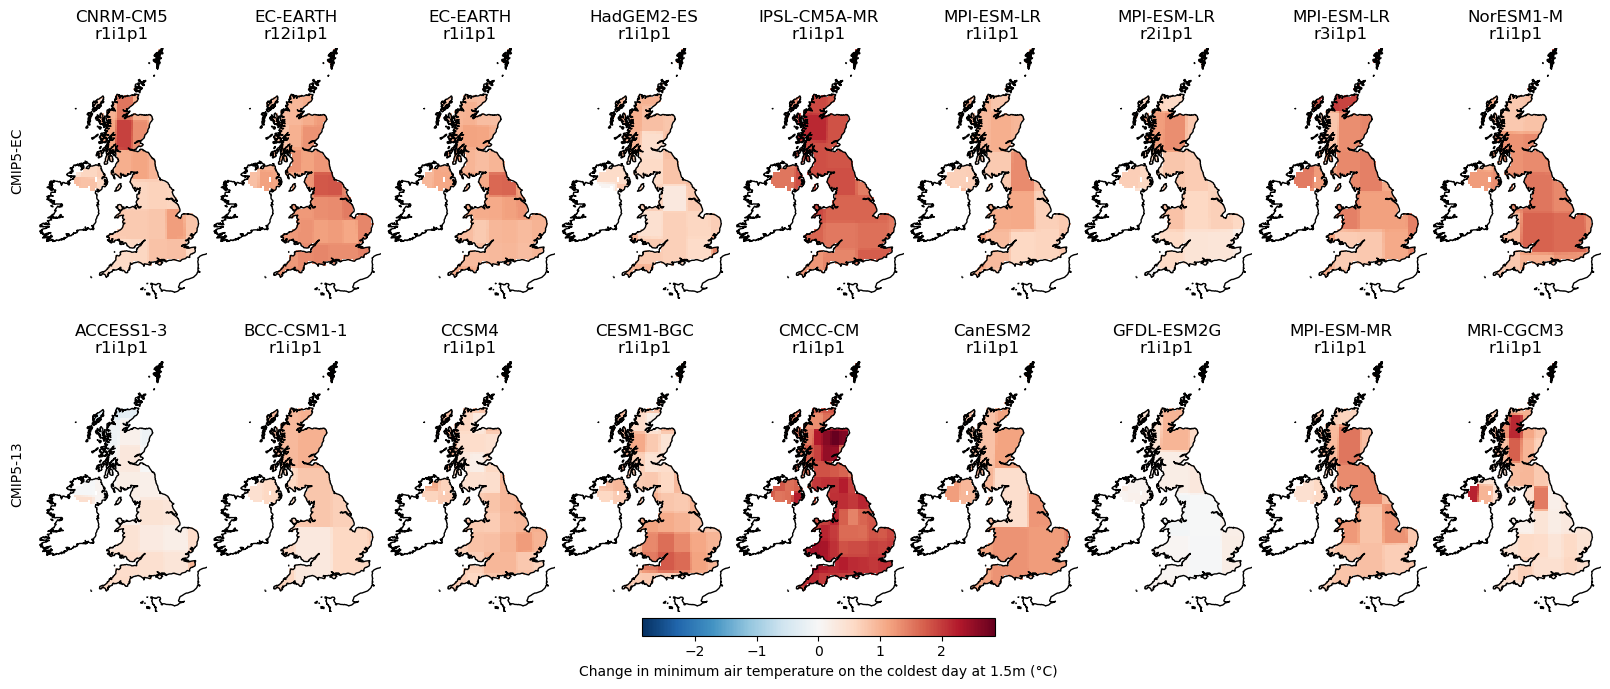 CNRM-CM5
r1i1p1
EC-EARTH
r12i1p1
EC-EARTH
r1i1p1
HadGEM2-ES
r1i1p1
IPSL-CM5A-MR
r1i1p1
MPI-ESM-LR
r1i1p1
MPI-ESM-LR
r2i1p1
MPI-ESM-LR
r3i1p1
NorESM1-M
r1i1p1
CMIP5-EC
ACCESS1-3
r1i1p1
BCC-CSM1-1
r1i1p1
CCSM4
r1i1p1
CESM1-BGC
r1i1p1
CMCC-CM
r1i1p1
CanESM2
r1i1p1
GFDL-ESM2G
r1i1p1
MPI-ESM-MR
r1i1p1
MRI-CGCM3
r1i1p1
CMIP5-13
−2 −1 0 1 2
Change in minimum air temperature on the coldest day at 1.5m (°C)